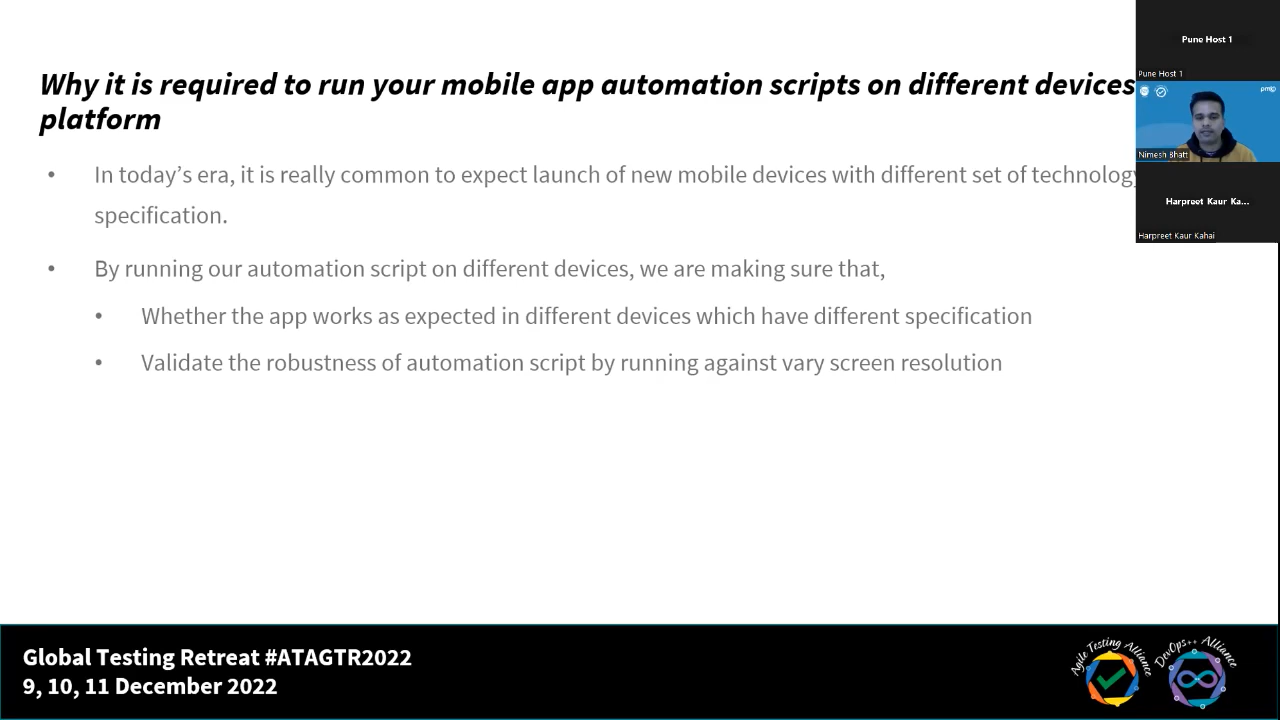 Why it is required to run your mobile app automation scripts on different devices
platform
• In today's era, it is really common to expect launch of new mobile devices with different set of technology
specification.
• By running our automation script on different devices, we are making sure that,
• Whether the app works as expected in different devices which have different specification
• Validate the robustness of automation script by running against vary screen resolution
Pune Host 1
Pune Host 1
Nimesh Bhatt
Harpreet Kaur Ka...
Harpreet Kaur Kahai
Global Testing Retreat #ATAGTR2022
9, 10, 11 December 2022
Agile Testing Alliance
DevOps++ Alliance